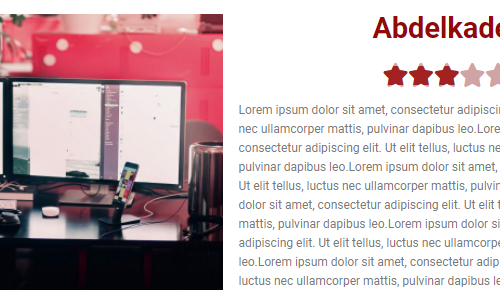 Abdelkade
Lorem ipsum dolor sit amet, consectetur adipiscin
nec ullamcorper mattis, pulvinar dapibus leo.Lore
consectetur adipiscing elit. Ut elit tellus, luctus ne
pulvinar dapibus leo.Lorem ipsum dolor sit amet,
Ut elit tellus, luctus nec ullamcorper mattis, pulvin
dolor sit amet, consectetur adipiscing elit. Ut elit t
mattis, pulvinar dapibus leo.Lorem ipsum dolor si
adipiscing elit. Ut elit tellus, luctus nec ullamcorpe
leo.Lorem ipsum dolor sit amet, consectetur adip
luctus nec ullamcorper mattis, pulvinar dapibus le